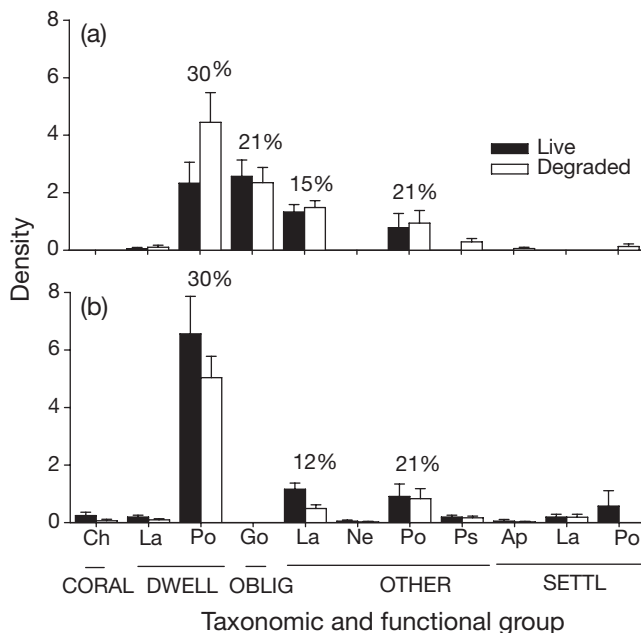 8
(a)
30%
6
21%
Live
Degraded
4
15%
21%
2
0
Density
8
(b)
30%
6
4
12%
21%
2
0
Ch La Po Go La Ne Po Ps Ap La Po
CORAL DWELL OBLIG OTHER SETTL
Taxonomic and functional group